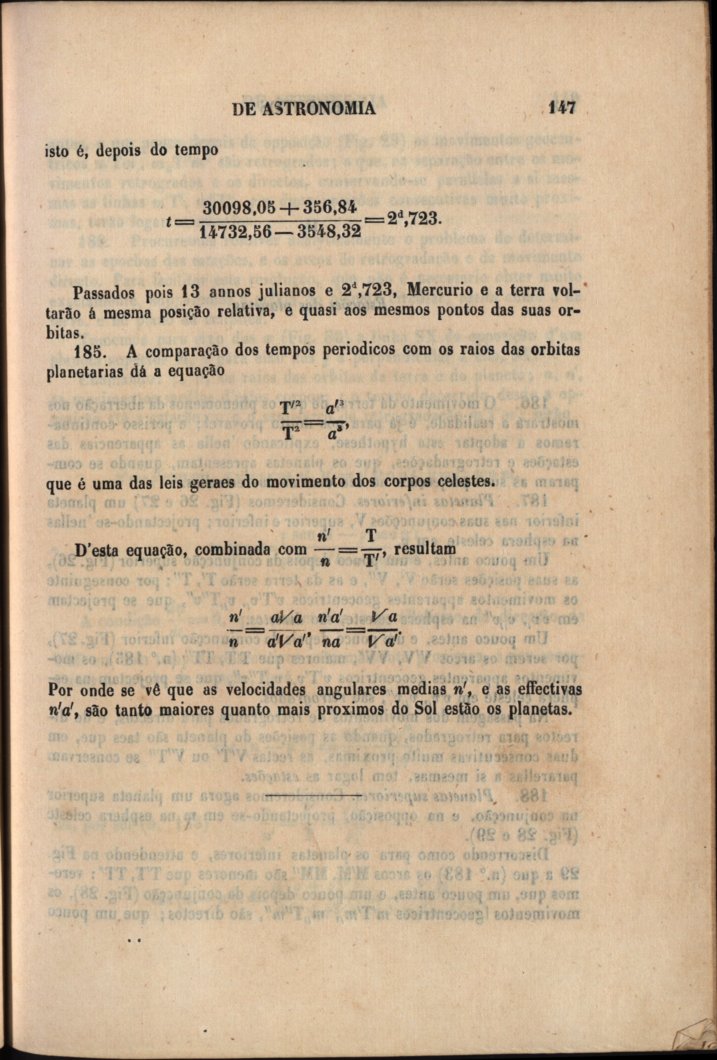 DE ASTRONOMIA 147
isto é, depois do tempo
t = (30098,05 + 356,84) / (14732,56 — 3548,32) = 2ᵈ,723.
Passados pois 13 annos julianos e 2ᵈ,723, Mercurio e a terra vol-
tarão á mesma posição relativa, e quasi aos mesmos pontos das suas or-
bitas.
185. A comparação dos tempos periodicos com os raios das orbitas
planetarias dá a equação
T'²/T² = a'³/a³,
que é uma das leis geraes do movimento dos corpos celestes.
D'esta equação, combinada com n'/n = T/T', resultam
n'/n = a√a/a'√a', n'a'/na = √a/√a'.
Por onde se vê que as velocidades angulares medias n', e as effectivas
n'a', são tanto maiores quanto mais proximos do Sol estão os planetas.